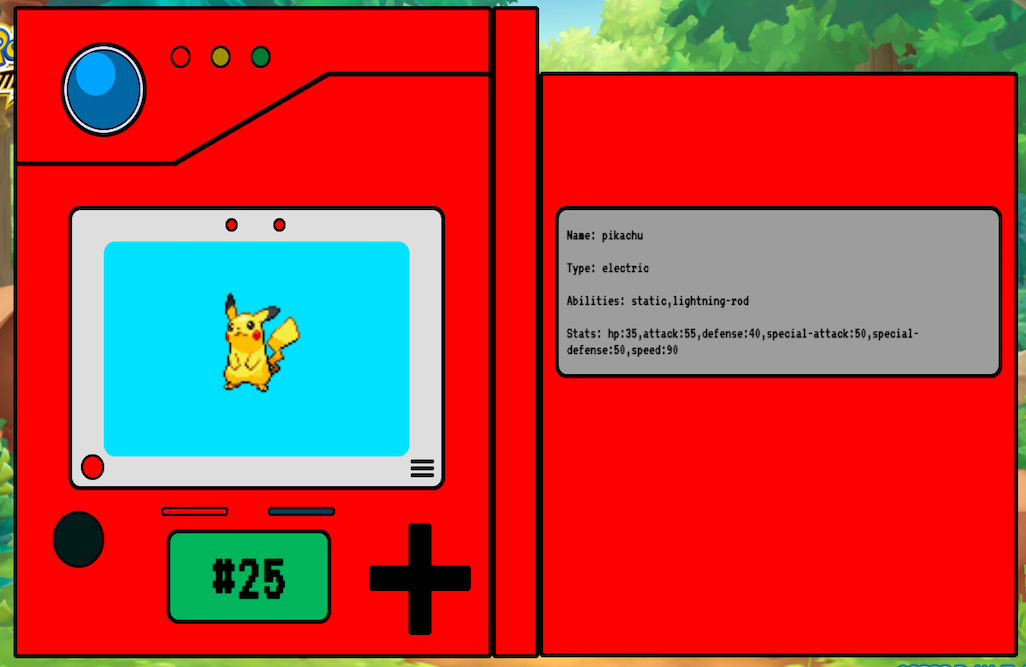 Name: pikachu
Type: electric
Abilities: static,lightning-rod
Stats: hp:35,attack:55,defense:40,special-attack:50,special-
defense:50,speed:90
#25